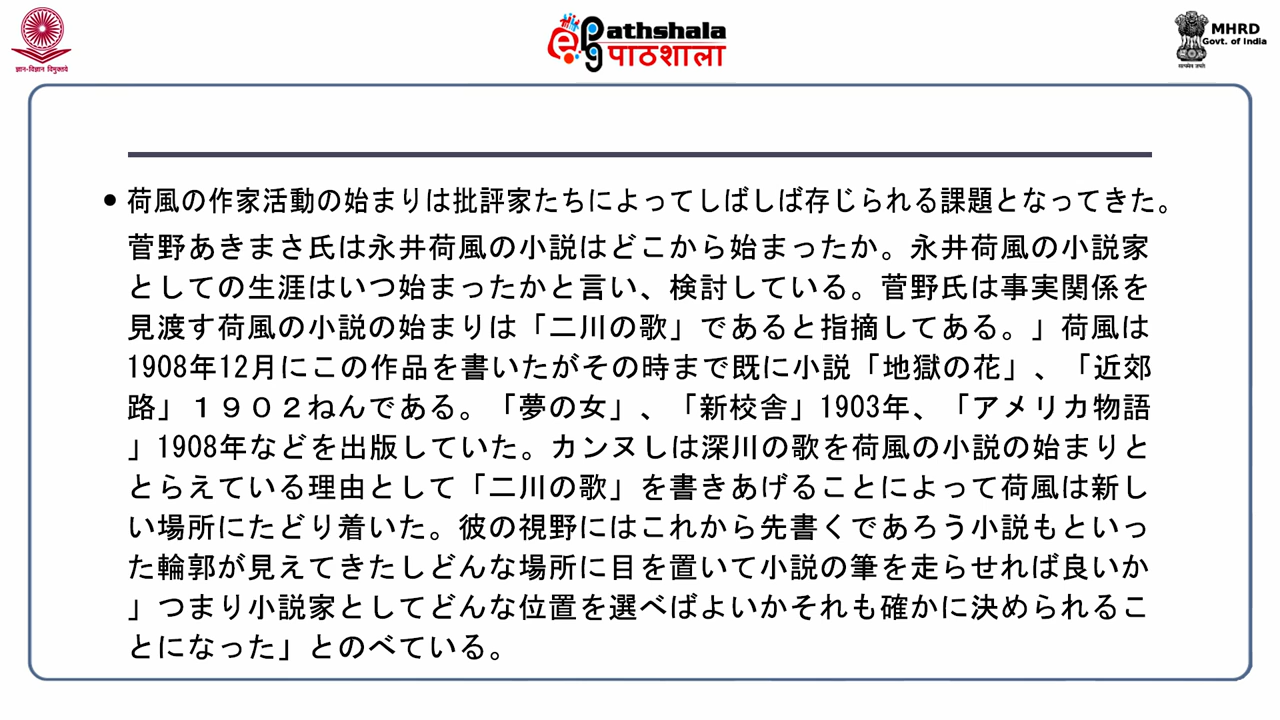 ज्ञान-विज्ञान विमुक्तये
ePG Pathshala
पाठशाला
MHRD
Govt. of India
सत्यमेव जयते
• 荷風の作家活動の始まりは批評家たちによってしばしば存じられる課題となってきた。
菅野あきまさ氏は永井荷風の小説はどこから始まったか。永井荷風の小説家
としての生涯はいつ始まったかと言い、検討している。菅野氏は事実関係を
見渡す荷風の小説の始まりは「二川の歌」であると指摘してある。」荷風は
1908年12月にこの作品を書いたがその時まで既に小説「地獄の花」、「近郊
路」１９０２ねんである。「夢の女」、「新校舎」1903年、「アメリカ物語
」1908年などを出版していた。カンヌしは深川の歌を荷風の小説の始まりと
とらえている理由として「二川の歌」を書きあげることによって荷風は新し
い場所にたどり着いた。彼の視野にはこれから先書くであろう小説もといっ
た輪郭が見えてきたしどんな場所に目を置いて小説の筆を走らせれば良いか
」つまり小説家としてどんな位置を選べばよいかそれも確かに決められるこ
とになった」とのべている。